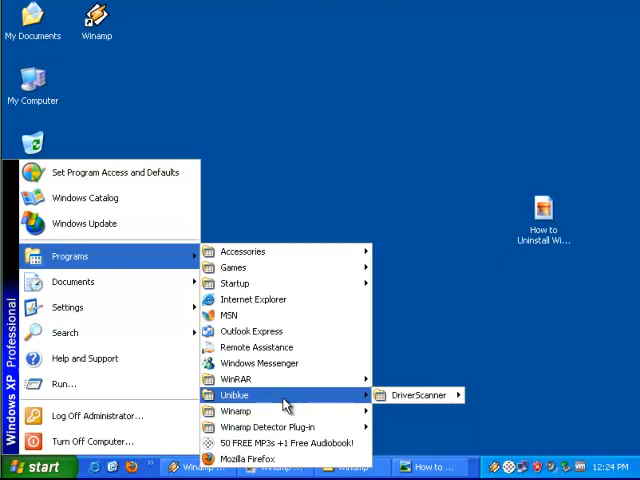 My Documents
Winamp
My Computer
How to
Uninstall Wi...
Set Program Access and Defaults
Windows Catalog
Windows Update
Programs
Documents
Settings
Search
Help and Support
Run...
Log Off Administrator...
Turn Off Computer...
Windows XP Professional
Accessories
Games
Startup
Internet Explorer
MSN
Outlook Express
Remote Assistance
Windows Messenger
WinRAR
Uniblue
Winamp
Winamp Detector Plug-in
50 FREE MP3s +1 Free Audiobook!
Mozilla Firefox
DriverScanner
start
Winamp
How to ...
12:24 PM